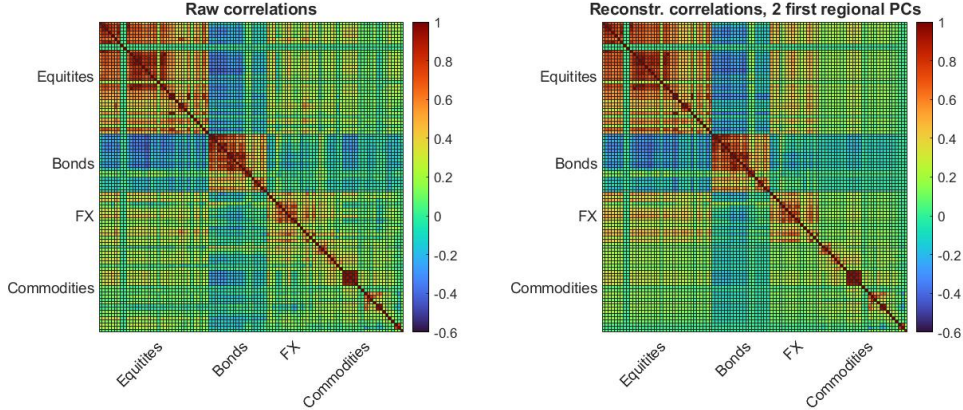 Raw correlations
Equitites
Bonds
FX
Commodities
Equitites
Bonds
FX
Commodities
1
0.8
0.6
0.4
0.2
0
-0.2
-0.4
-0.6
Reconstr. correlations, 2 first regional PCs
Equitites
Bonds
FX
Commodities
Equitites
Bonds
FX
Commodities
1
0.8
0.6
0.4
0.2
0
-0.2
-0.4
-0.6